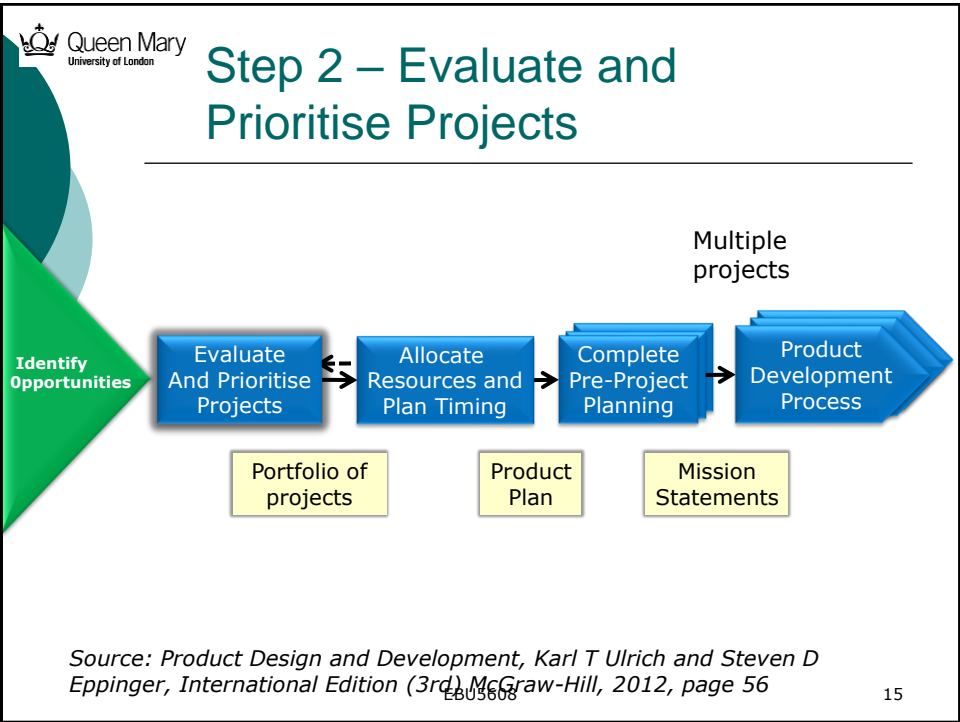 Queen Mary
University of London
Step 2 – Evaluate and
Prioritise Projects
Multiple
projects
Identify
Opportunities
Evaluate
And Prioritise
Projects
Allocate
Resources and
Plan Timing
Complete
Pre-Project
Planning
Product
Development
Process
Portfolio of
projects
Product
Plan
Mission
Statements
Source: Product Design and Development, Karl T Ulrich and Steven D
Eppinger, International Edition (3rd) McGraw-Hill, 2012, page 56
EBU5608
15